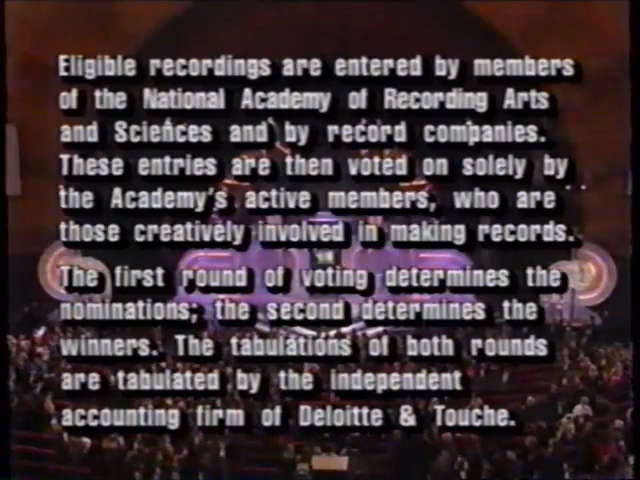 Eligible recordings are entered by members
of the National Academy of Recording Arts
and Sciences and by record companies.
These entries are then voted on solely by
the Academy's active members, who are
those creatively involved in making records.
The first round of voting determines the
nominations; the second determines the
winners. The tabulations of both rounds
are tabulated by the independent
accounting firm of Deloitte & Touche.